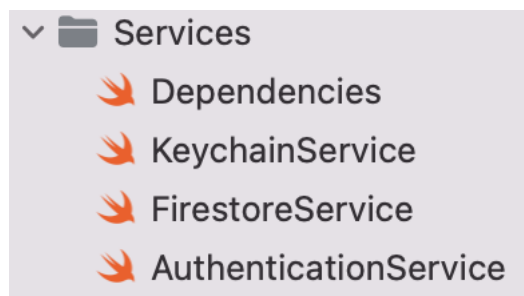 Services
Dependencies
KeychainService
FirestoreService
AuthenticationService